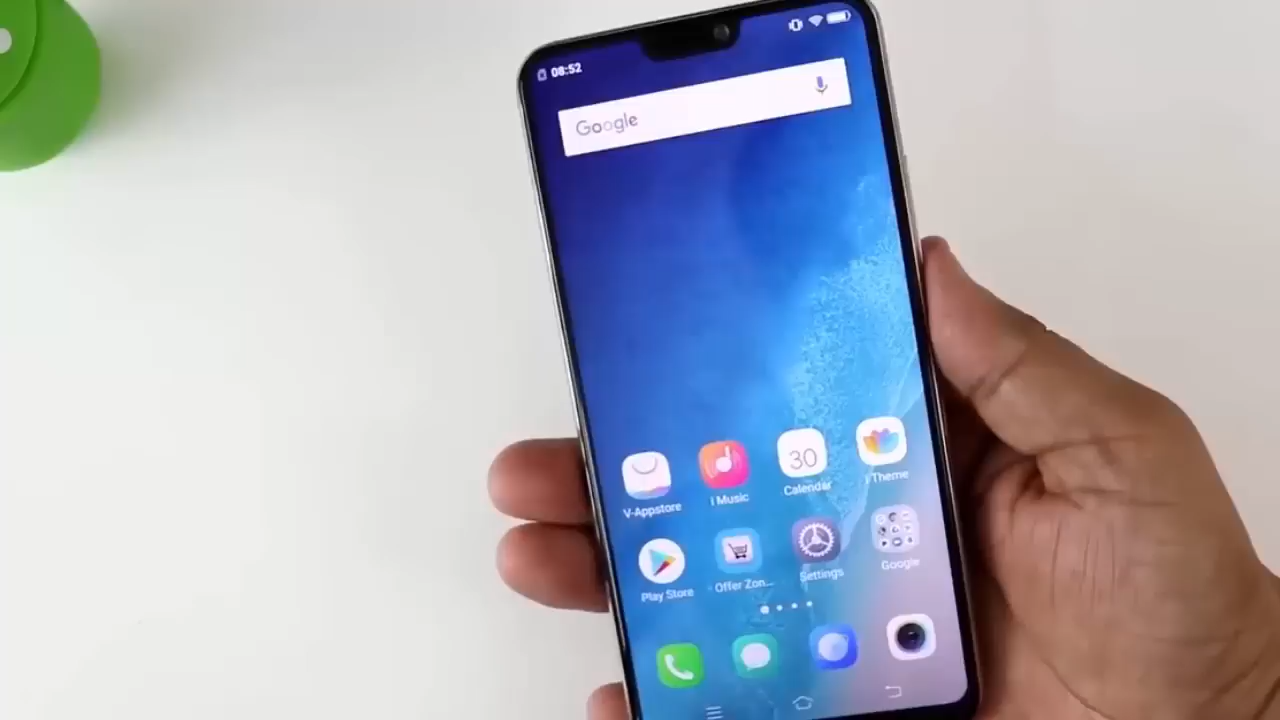 08:52
Google
30
V-Appstore
i Music
Calendar
i Theme
Play Store
Offer Zon...
Settings
Google